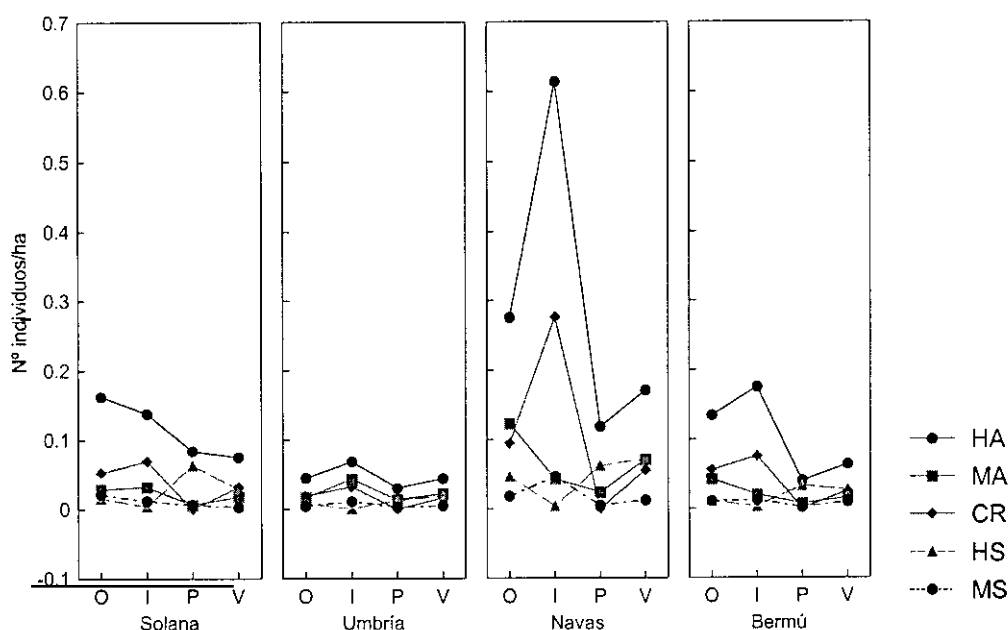 0.7
0.6
0.5
0.4
0.3
0.2
0.1
0
-0.1
Nº individuos/ha
O I P V
Solana
O I P V
Umbría
O I P V
Navas
O I P V
Bermú
HA
MA
CR
HS
MS